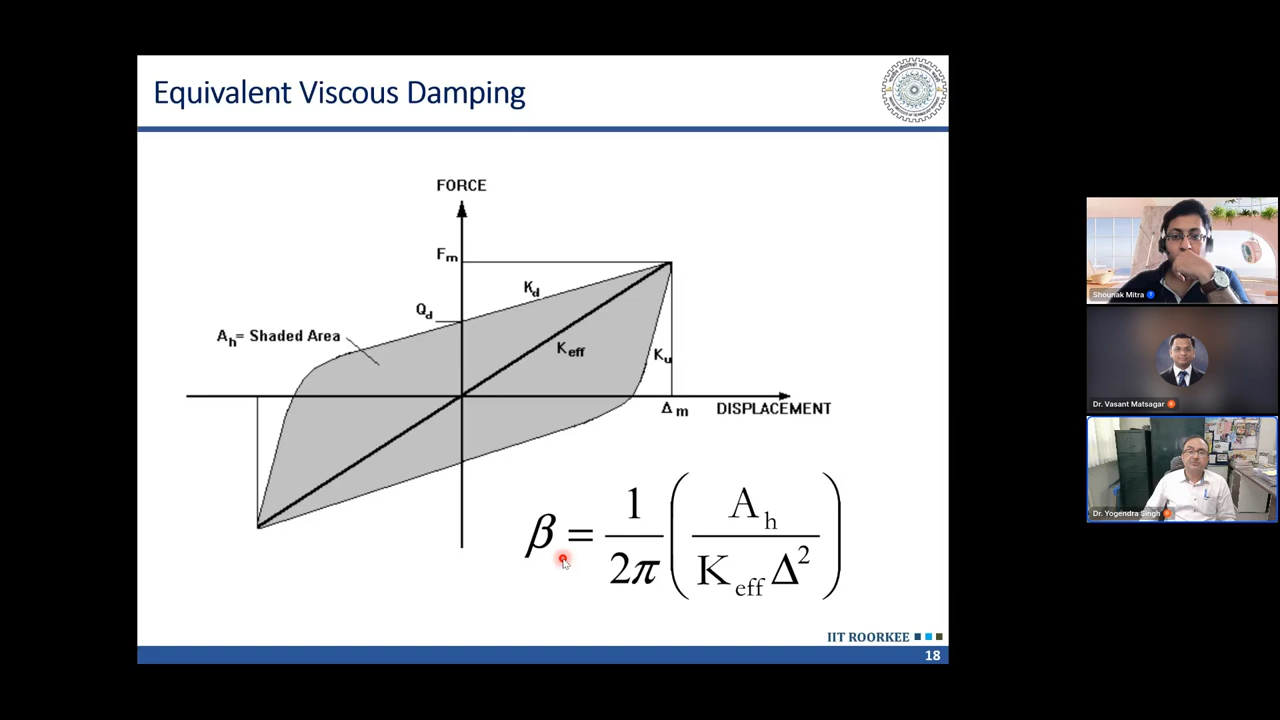 Equivalent Viscous Damping
FORCE
Fm
Kd
Qd
Ah= Shaded Area
Keff
Ku
Δm
DISPLACEMENT
β = 1/2π (Ah / Keff Δ²)
IIT ROORKEE
18
Shounak Mitra
Dr. Vasant Matsagar
Dr. Yogendra Singh